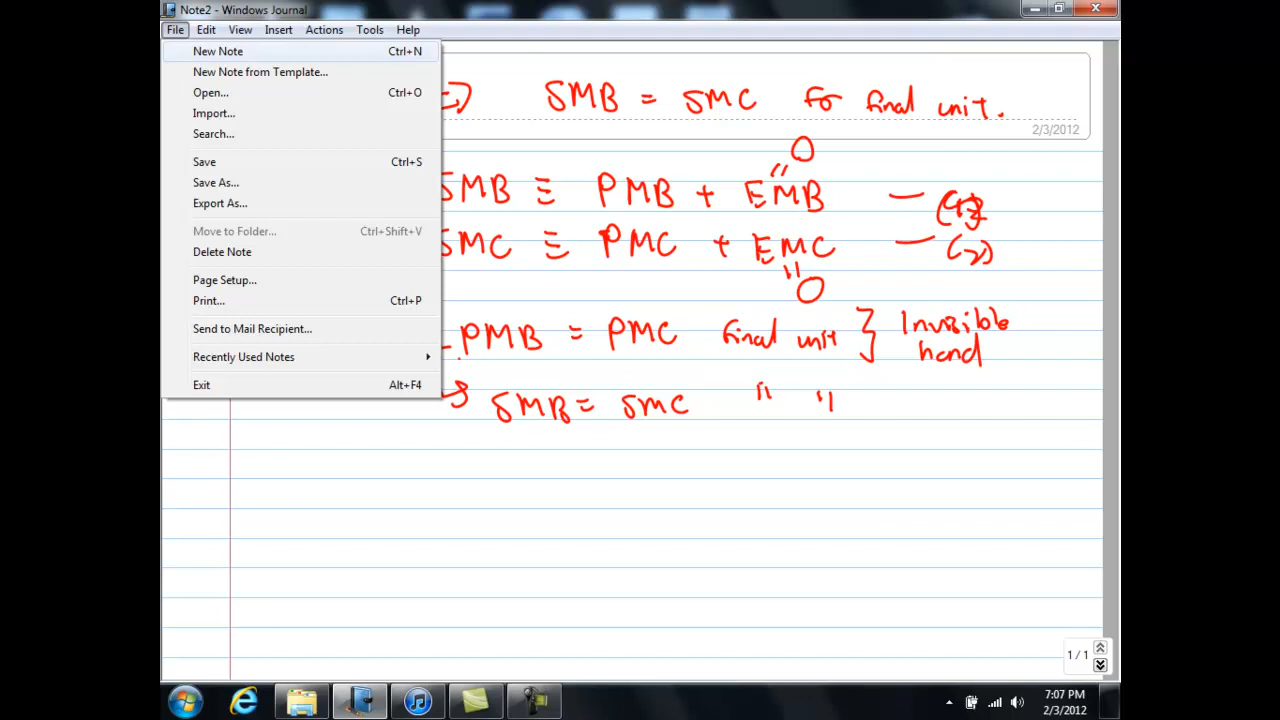 Note2 - Windows Journal
File Edit View Insert Actions Tools Help
New Note Ctrl+N
New Note from Template...
Open... Ctrl+O
Import...
Search...
Save Ctrl+S
Save As...
Export As...
Move to Folder... Ctrl+Shift+V
Delete Note
Page Setup...
Print... Ctrl+P
Send to Mail Recipient...
Recently Used Notes
Exit Alt+F4
SMB = SMC for final unit.
2/3/2012
0
"
SMB ≡ PMB + EMB —
SMC ≡ PMC + EMC — (2)
"
0
PMB = PMC final unit } Invisible hand
↳ SMB = SMC " "
1 / 1
7:07 PM
2/3/2012